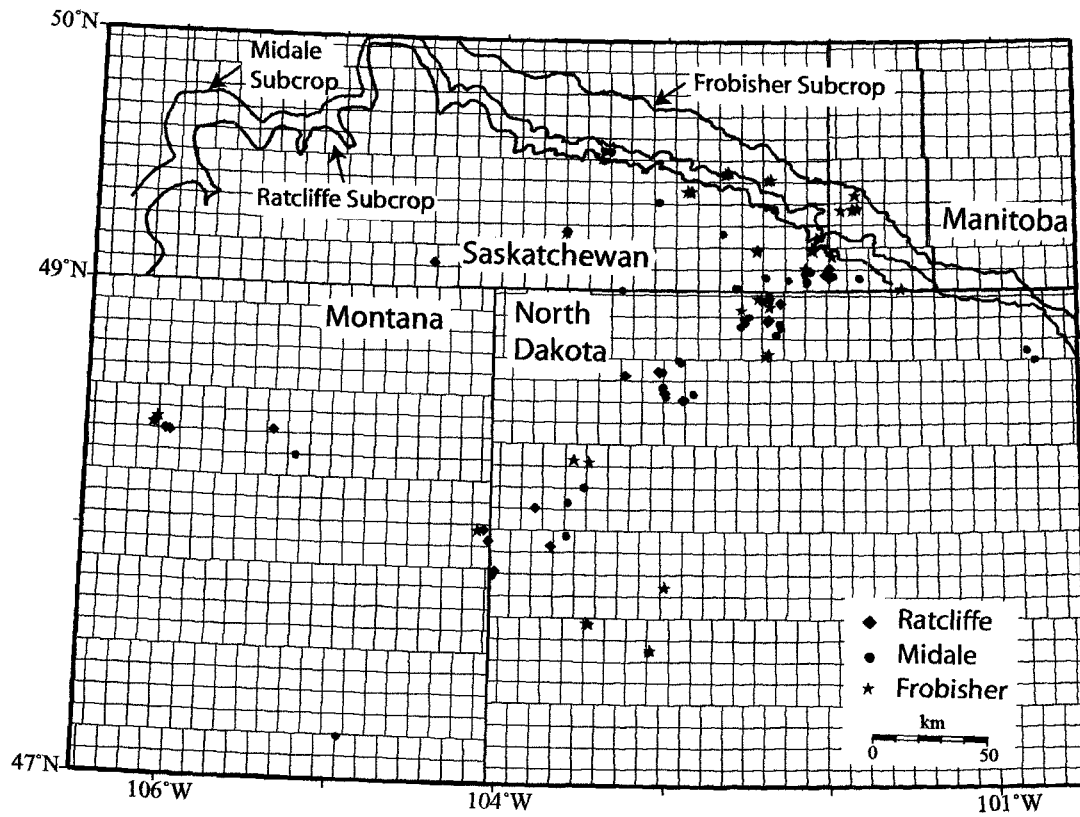 50°N
Midale
Subcrop
Frobisher Subcrop
Ratcliffe Subcrop
Manitoba
Saskatchewan
49°N
Montana
North
Dakota
Ratcliffe
Midale
Frobisher
km
0 50
47°N
106°W 104°W 101°W